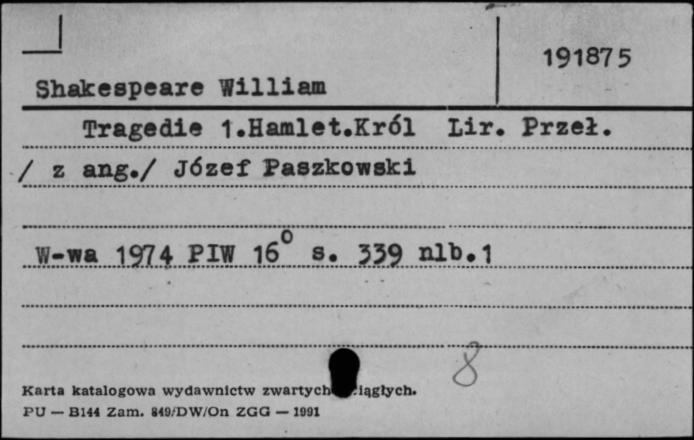 191875
Shakespeare William
Tragedie 1.Hamlet.Król Lir. Przeł.
/ z ang./ Józef Paszkowski
W-wa 1974 PIW 16° s. 339 nlb.1
8
Karta katalogowa wydawnictw zwartych ciągłych.
PU — B144 Zam. 849/DW/On ZGG — 1991